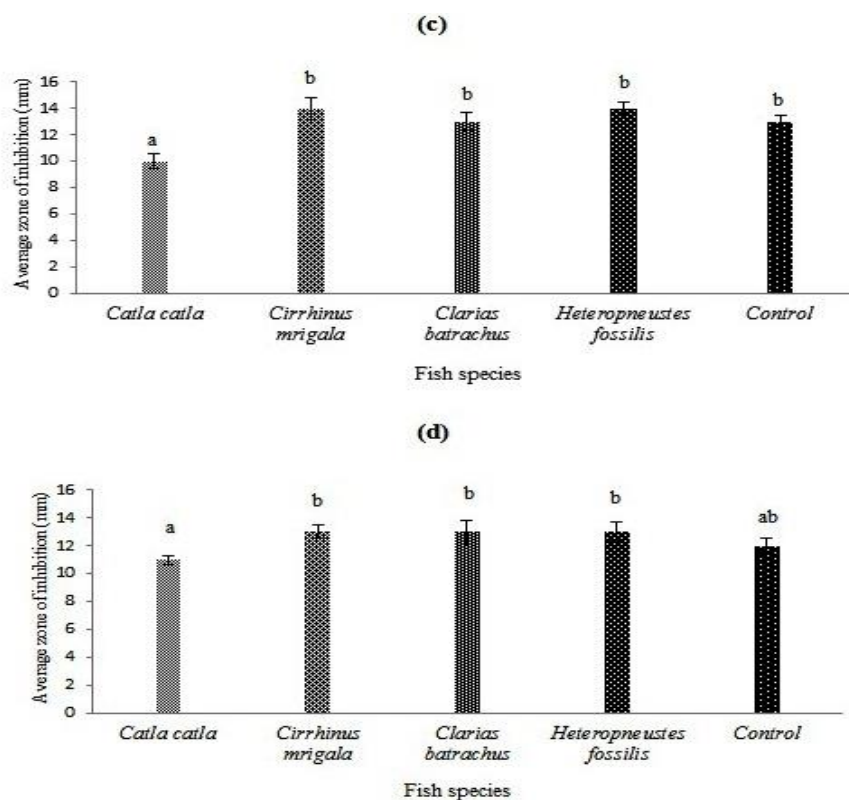 (c)
Average zone of inhibition (mm)
16
14
12
10
8
6
4
2
0
a
b
b
b
b
Catla catla
Cirrhinus
mrigala
Clarias
batrachus
Heteropneustes
fossilis
Control
Fish species
(d)
Average zone of inhibition (mm)
16
14
12
10
8
6
4
2
0
a
b
b
b
ab
Catla catla
Cirrhinus
mrigala
Clarias
batrachus
Heteropneustes
fossilis
Control
Fish species